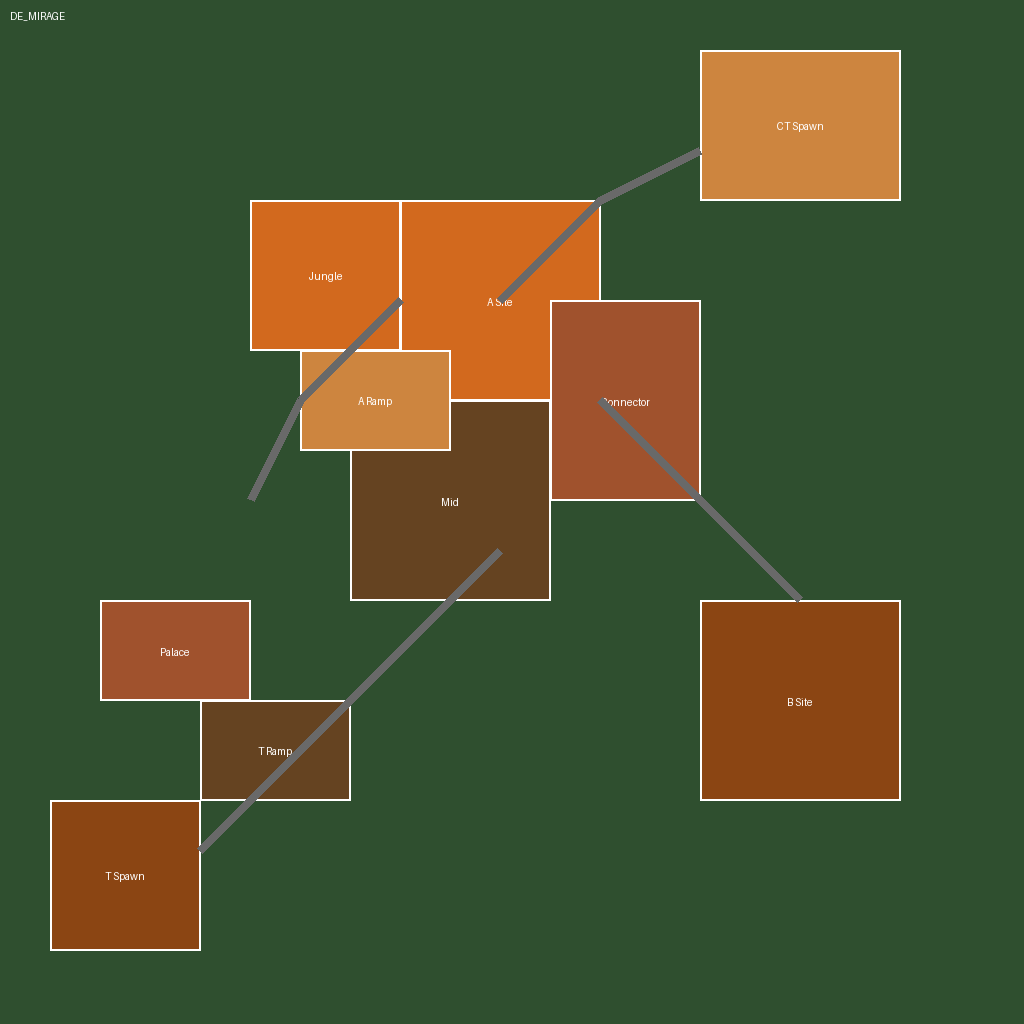 DE_MIRAGE
CT Spawn
Jungle
A Site
A Ramp
Connector
Mid
Palace
B Site
T Ramp
T Spawn